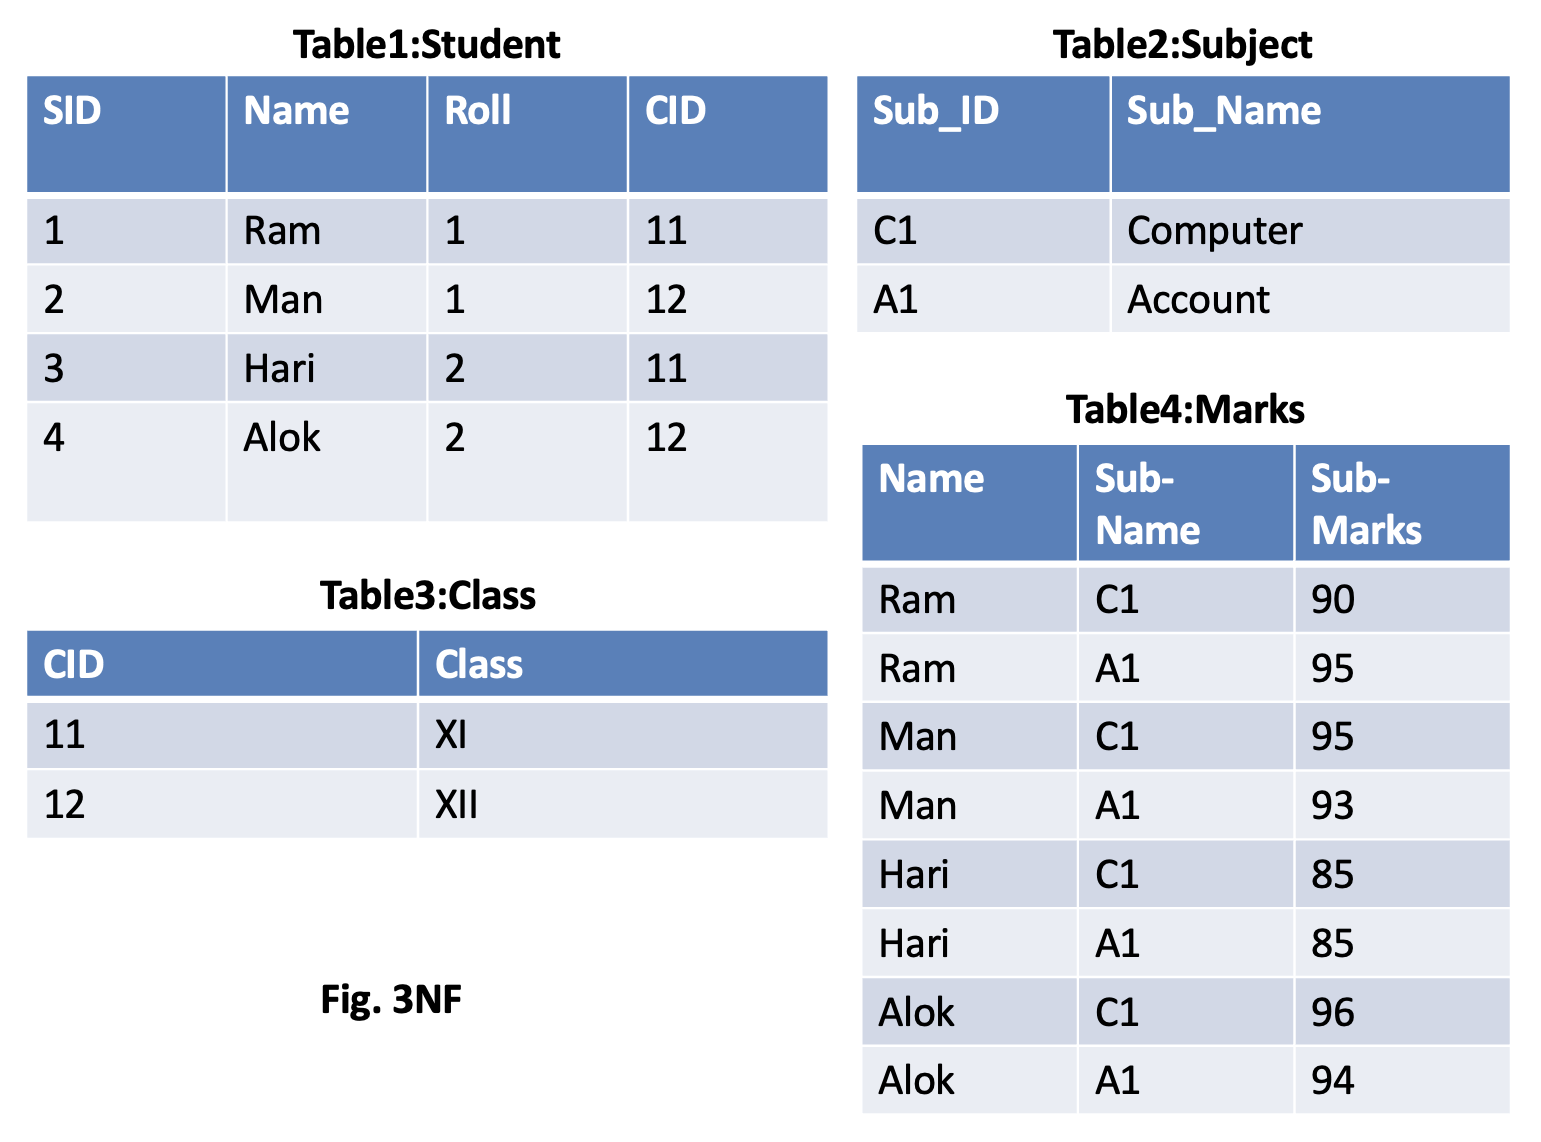 Table1:Student
SID Name Roll CID
1 Ram 1 11
2 Man 1 12
3 Hari 2 11
4 Alok 2 12
Table3:Class
CID Class
11 XI
12 XII
Fig. 3NF
Table2:Subject
Sub_ID Sub_Name
C1 Computer
A1 Account
Table4:Marks
Name Sub- Sub-
Name Marks
Ram C1 90
Ram A1 95
Man C1 95
Man A1 93
Hari C1 85
Hari A1 85
Alok C1 96
Alok A1 94